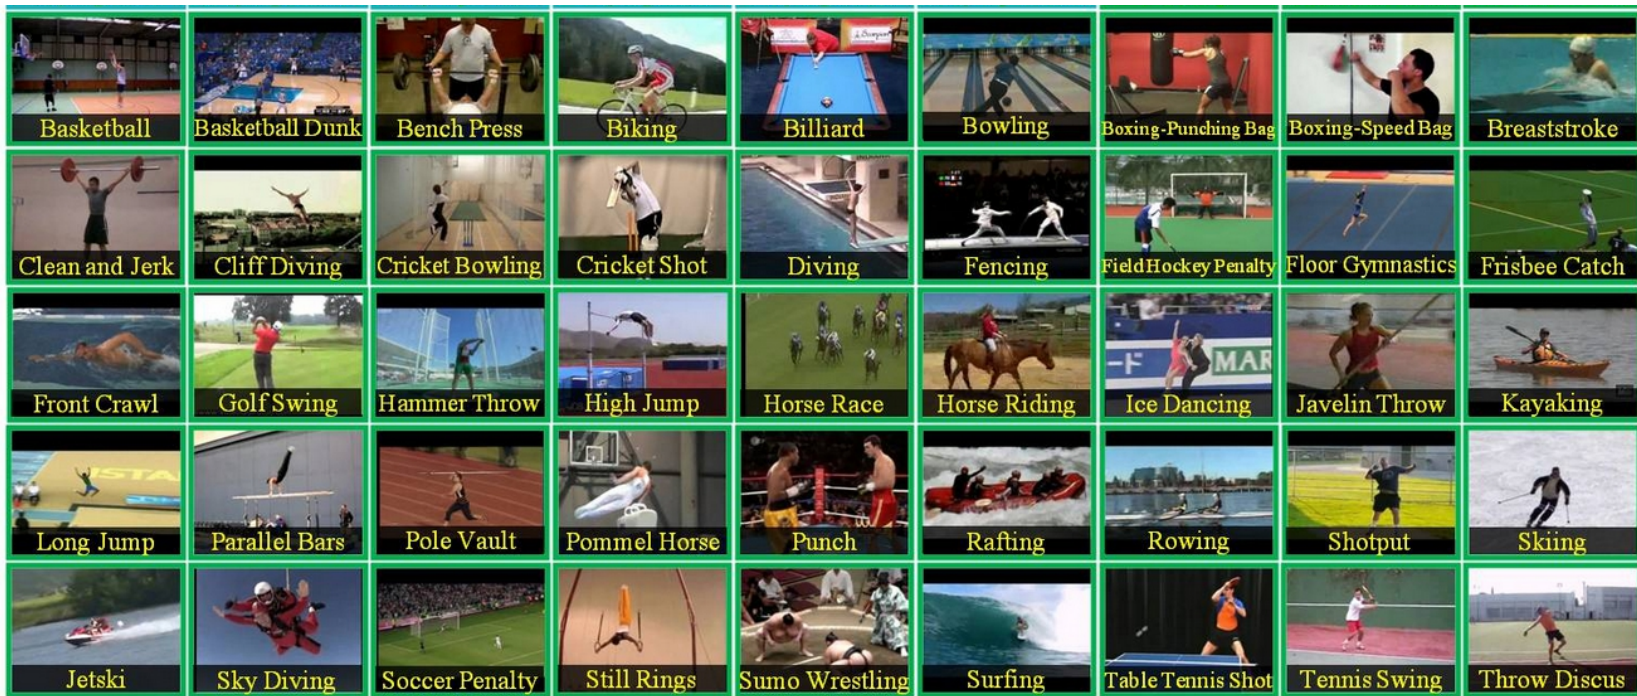 Basketball
Basketball Dunk
Bench Press
Biking
Billiard
Bowling
Boxing-Punching Bag
Boxing-Speed Bag
Breaststroke
Clean and Jerk
Cliff Diving
Cricket Bowling
Cricket Shot
Diving
Fencing
Field Hockey Penalty
Floor Gymnastics
Frisbee Catch
Front Crawl
Golf Swing
Hammer Throw
High Jump
Horse Race
Horse Riding
ード MAR
Ice Dancing
Javelin Throw
Kayaking
ISTA
Long Jump
Parallel Bars
Pole Vault
Pommel Horse
Punch
Rafting
Rowing
Shotput
Skiing
Jetski
Sky Diving
Soccer Penalty
Still Rings
Sumo Wrestling
Surfing
Table Tennis Shot
Tennis Swing
Throw Discus